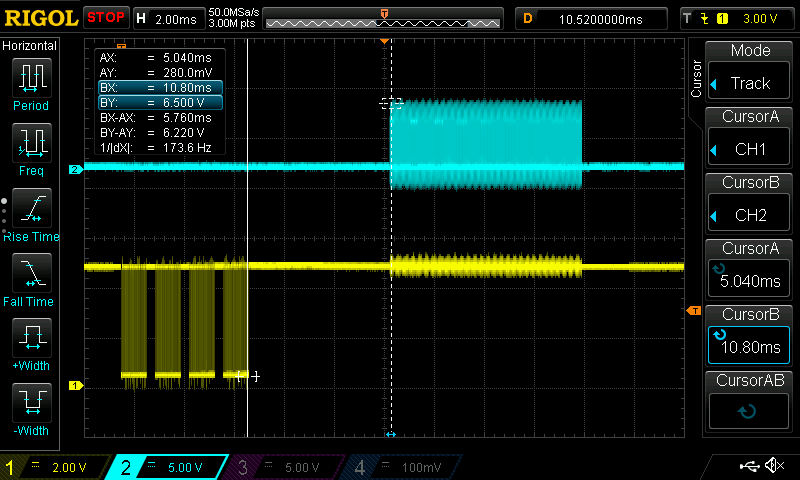 RIGOL STOP H 2.00ms 50.0MSa/s 3.00M pts T D 10.5200000ms T 1 3.00 V
Horizontal
Period
Freq
Rise Time
Fall Time
+Width
-Width
T
AX: = 5.040ms
AY: = 280.0mV
BX: = 10.80ms
BY: = 6.500 V
BX-AX: = 5.760ms
BY-AY: = 6.220 V
1/|dX|: = 173.6 Hz
2
1
T
Cursor
Mode
Track
CursorA
CH1
CursorB
CH2
CursorA
5.040ms
CursorB
10.80ms
CursorAB
1 = 2.00 V 2 = 5.00 V 3 = 5.00 V 4 = 100mV